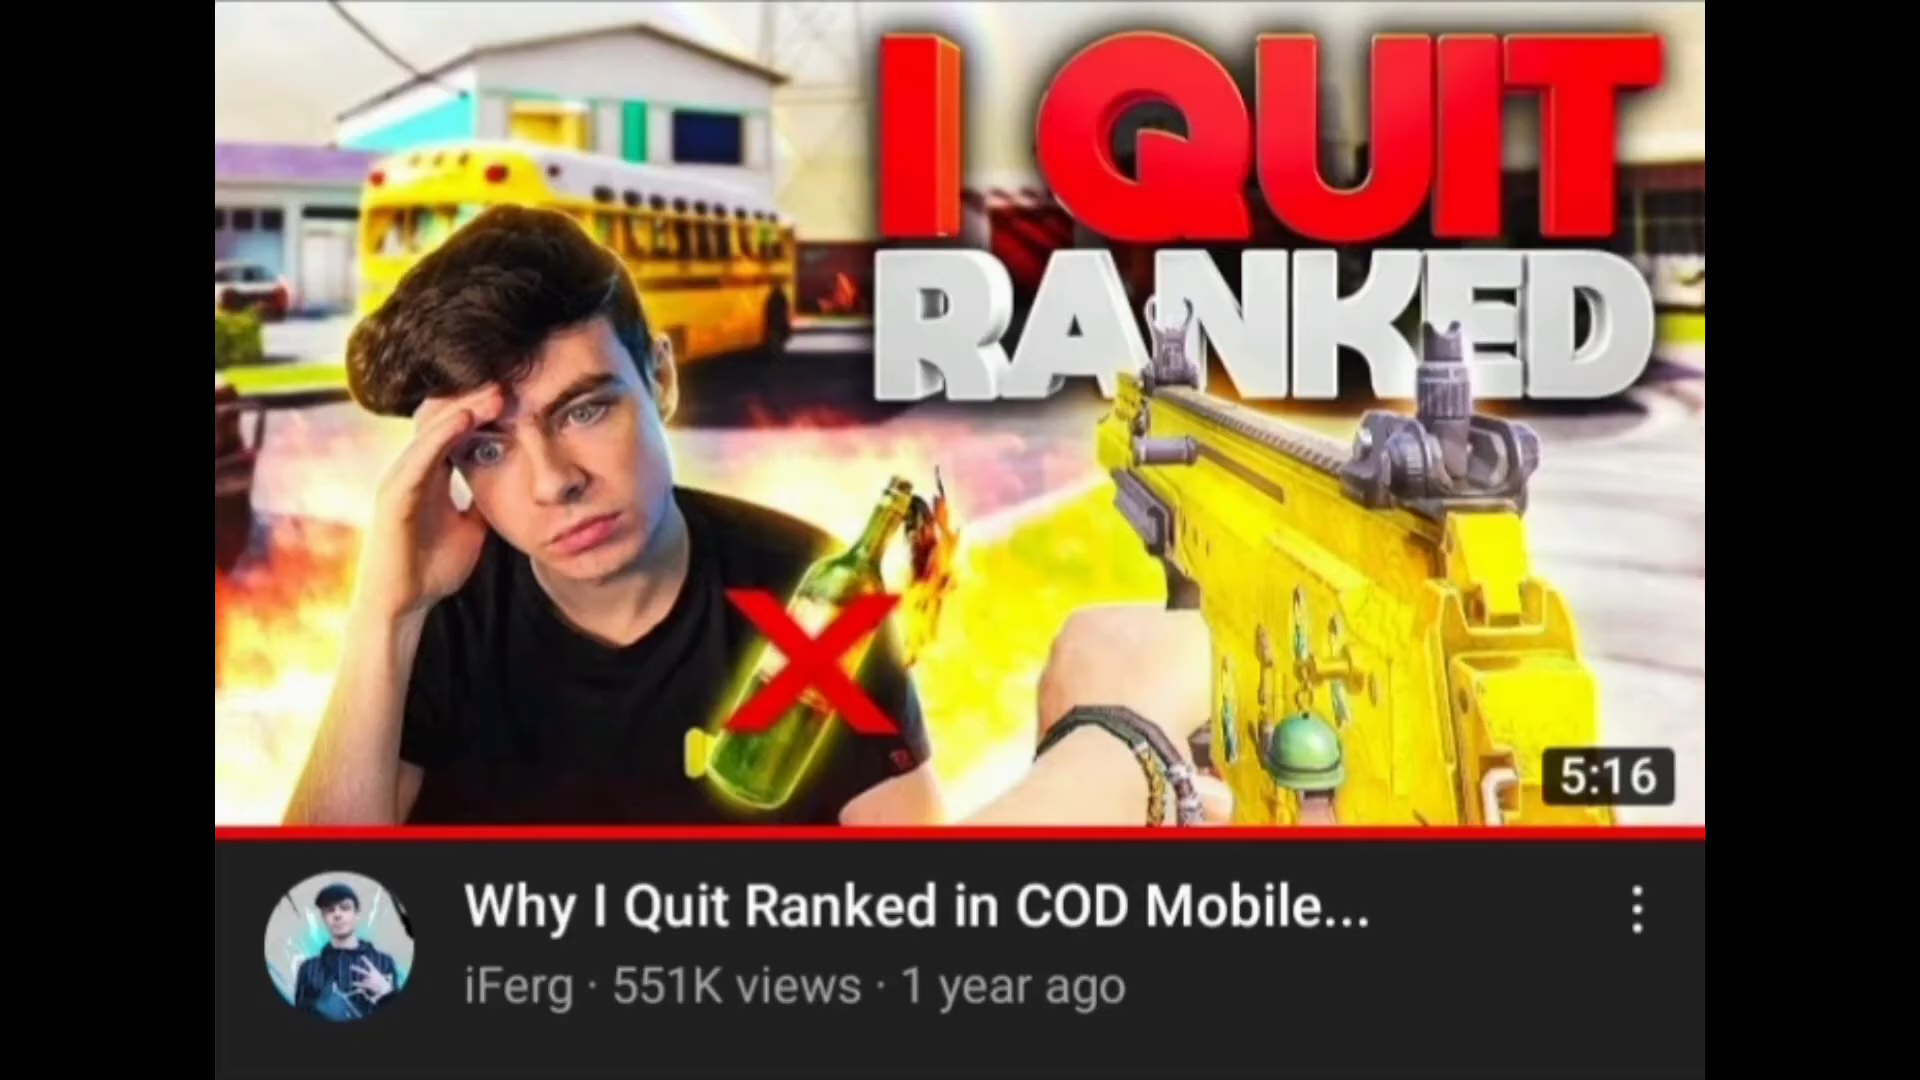 I QUIT
RANKED
5:16
Why I Quit Ranked in COD Mobile...
iFerg · 551K views · 1 year ago